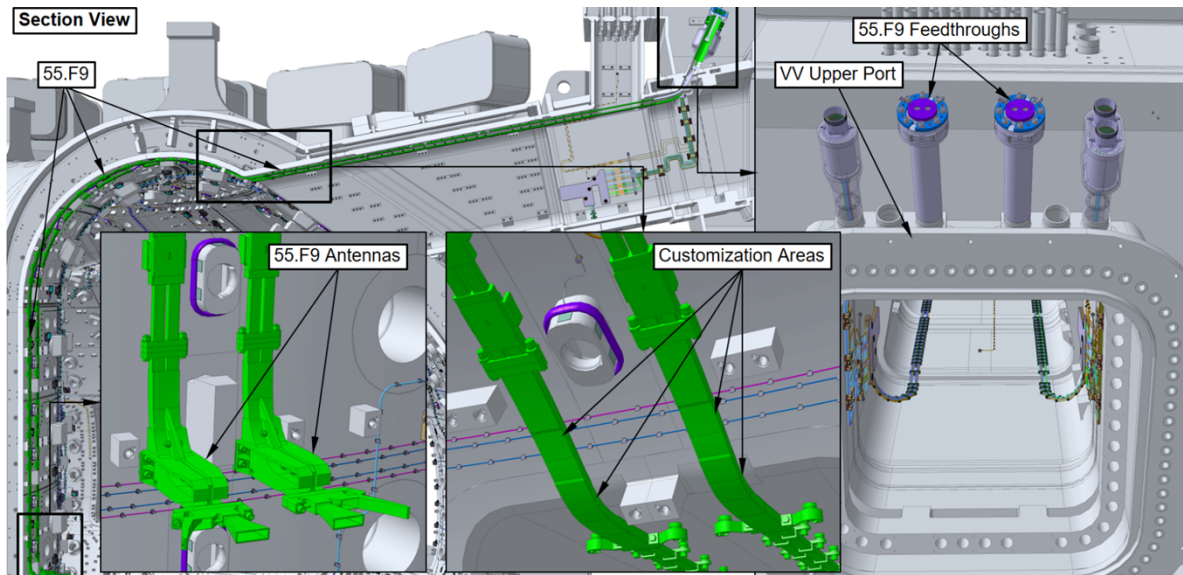 Section View
55.F9
55.F9 Feedthroughs
VV Upper Port
55.F9 Antennas
Customization Areas